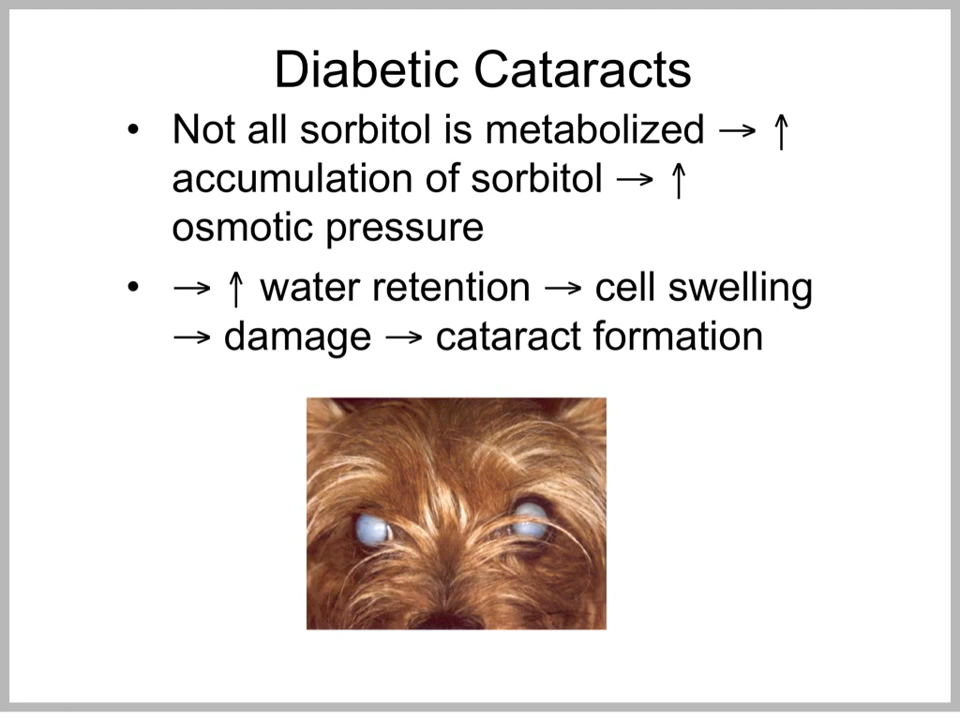 Diabetic Cataracts
• Not all sorbitol is metabolized → ↑
accumulation of sorbitol → ↑
osmotic pressure
• → ↑ water retention → cell swelling
→ damage → cataract formation